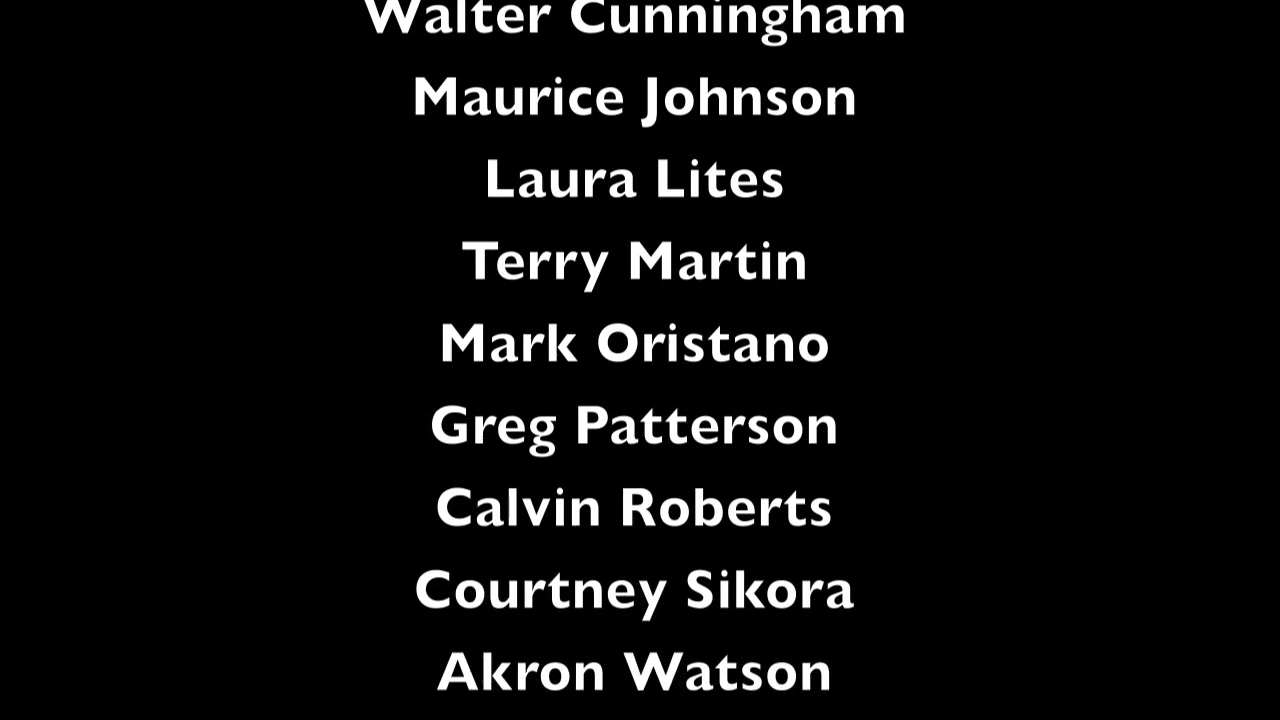 Walter Cunningham
Maurice Johnson
Laura Lites
Terry Martin
Mark Oristano
Greg Patterson
Calvin Roberts
Courtney Sikora
Akron Watson